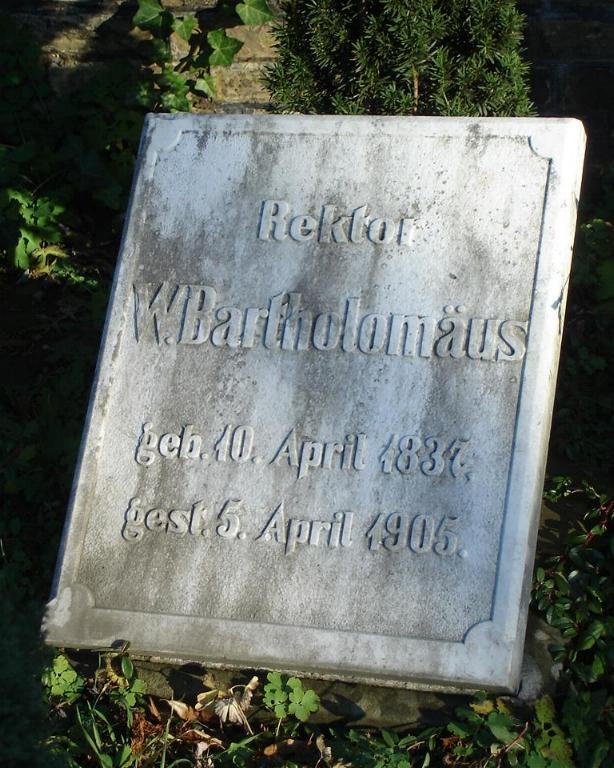 Rektor
W. Bartholomäus
geb. 10. April 1837,
gest. 5. April 1905.